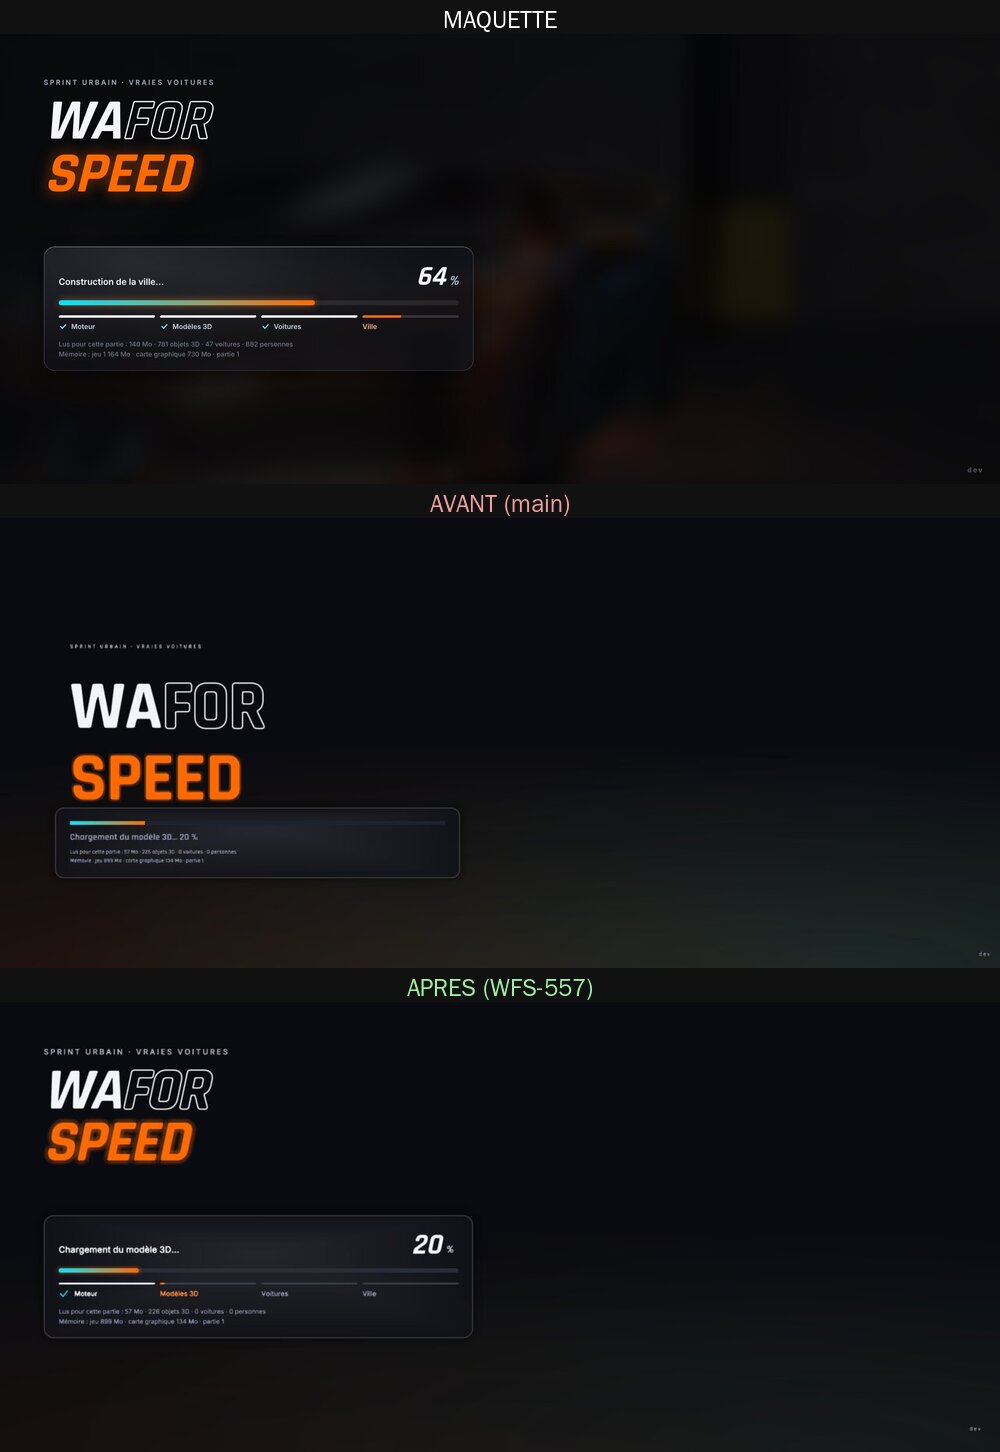 MAQUETTE
SPRINT URBAIN · VRAIES VOITURES
WAFOR
SPEED
Construction de la ville... 64 %
Moteur Modèles 3D Voitures Ville
Lus pour cette partie : 140 Mo · 781 objets 3D · 47 voitures · 882 personnes
Mémoire : jeu 1 164 Mo · carte graphique 730 Mo · partie 1
dev
AVANT (main)
SPRINT URBAIN · VRAIES VOITURES
WAFOR
SPEED
Chargement du modèle 3D... 20 %
Lus pour cette partie : 57 Mo · 225 objets 3D · 0 voitures · 0 personnes
Mémoire : jeu 899 Mo · carte graphique 134 Mo · partie 1
dev
APRES (WFS-557)
SPRINT URBAIN · VRAIES VOITURES
WAFOR
SPEED
Chargement du modèle 3D... 20 %
Moteur Modèles 3D Voitures Ville
Lus pour cette partie : 57 Mo · 228 objets 3D · 0 voitures · 0 personnes
Mémoire : jeu 899 Mo · carte graphique 134 Mo · partie 1
dev